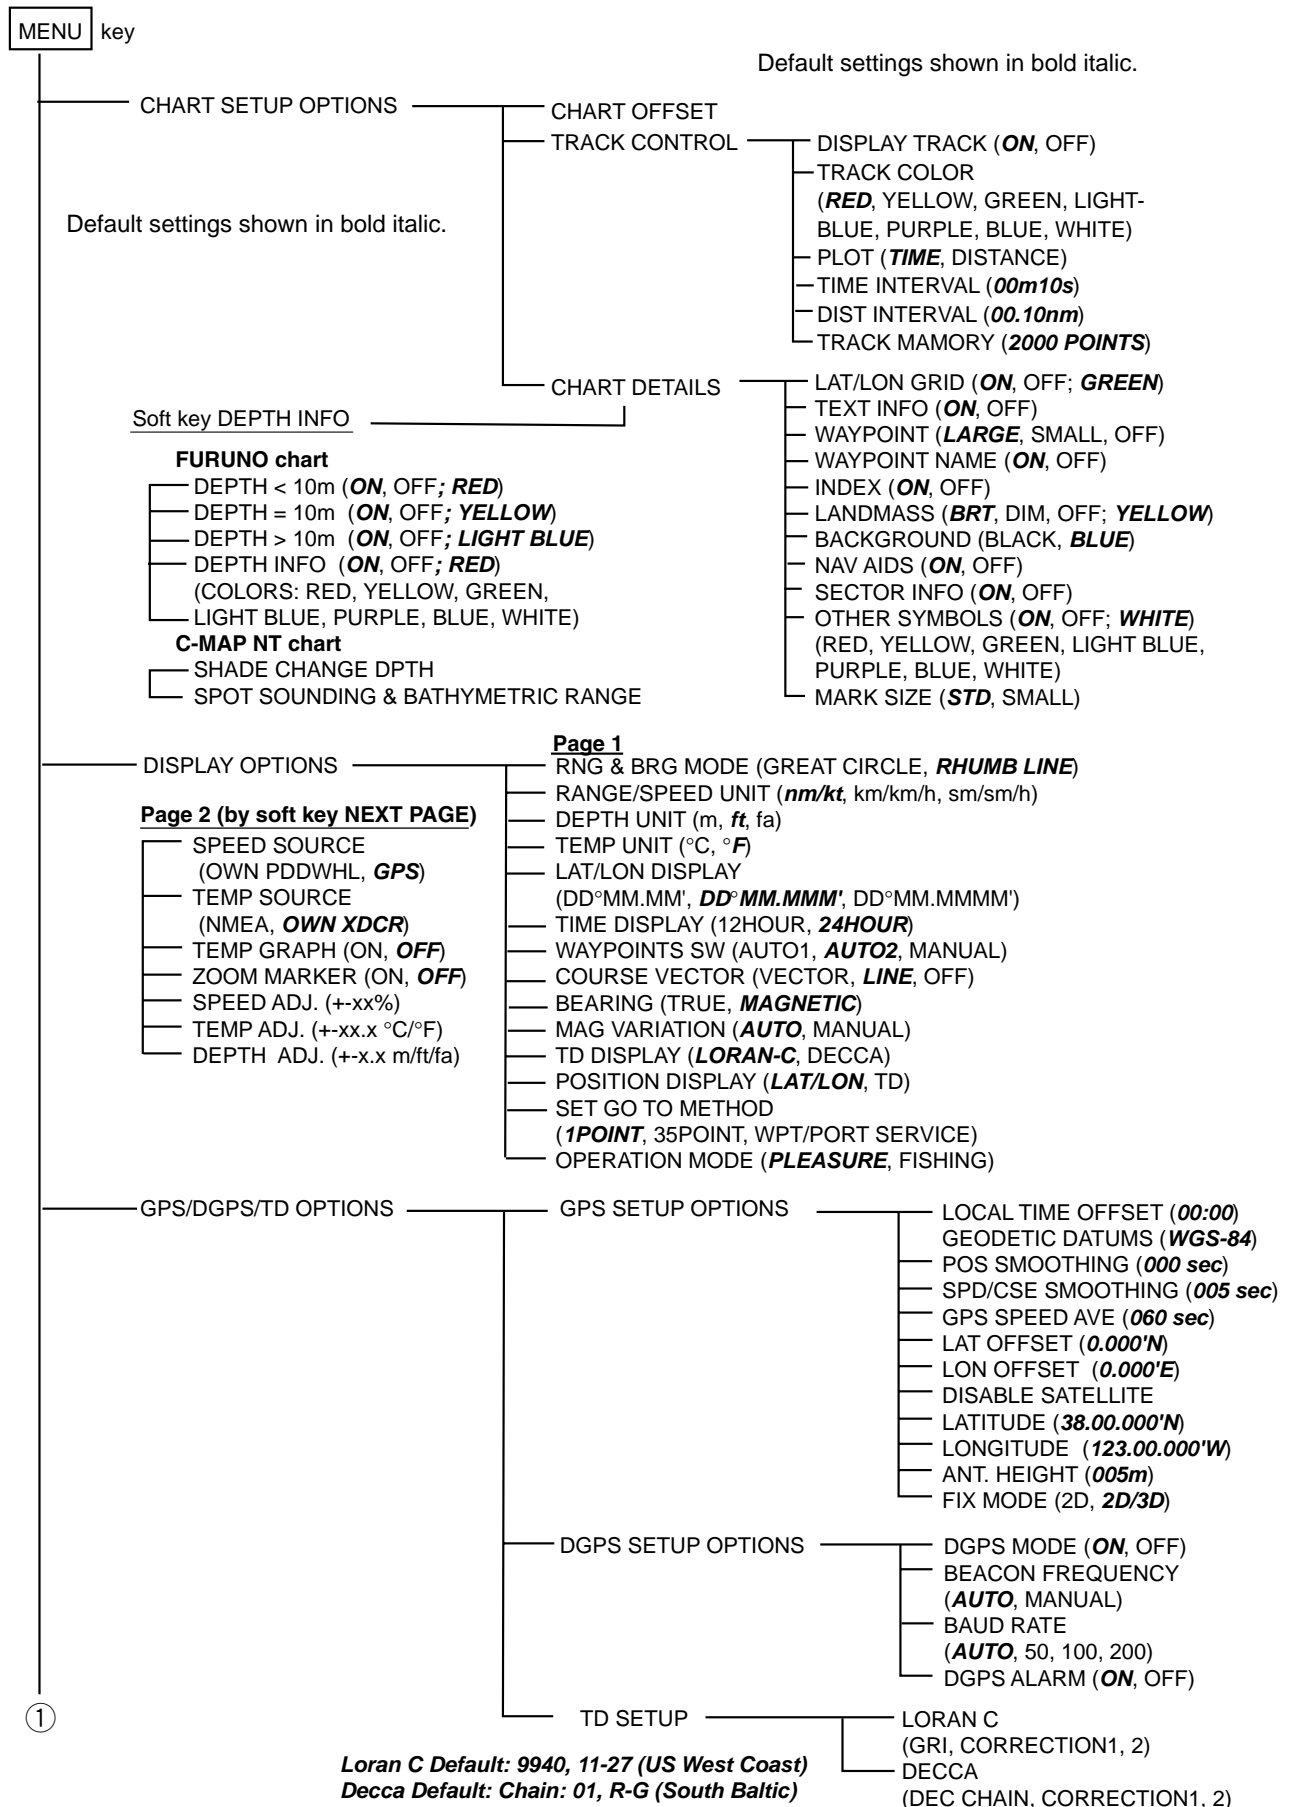 MENU key
Default settings shown in bold italic.
CHART SETUP OPTIONS
CHART OFFSET
TRACK CONTROL
DISPLAY TRACK (ON, OFF)
TRACK COLOR
(RED, YELLOW, GREEN, LIGHT-
BLUE, PURPLE, BLUE, WHITE)
PLOT (TIME, DISTANCE)
TIME INTERVAL (00m10s)
DIST INTERVAL (00.10nm)
TRACK MAMORY (2000 POINTS)
Default settings shown in bold italic.
CHART DETAILS
LAT/LON GRID (ON, OFF; GREEN)
TEXT INFO (ON, OFF)
WAYPOINT (LARGE, SMALL, OFF)
WAYPOINT NAME (ON, OFF)
INDEX (ON, OFF)
LANDMASS (BRT, DIM, OFF; YELLOW)
BACKGROUND (BLACK, BLUE)
NAV AIDS (ON, OFF)
SECTOR INFO (ON, OFF)
OTHER SYMBOLS (ON, OFF; WHITE)
(RED, YELLOW, GREEN, LIGHT BLUE,
PURPLE, BLUE, WHITE)
MARK SIZE (STD, SMALL)
Soft key DEPTH INFO
FURUNO chart
DEPTH < 10m (ON, OFF; RED)
DEPTH = 10m (ON, OFF; YELLOW)
DEPTH > 10m (ON, OFF; LIGHT BLUE)
DEPTH INFO (ON, OFF; RED)
(COLORS: RED, YELLOW, GREEN,
LIGHT BLUE, PURPLE, BLUE, WHITE)
C-MAP NT chart
SHADE CHANGE DPTH
SPOT SOUNDING & BATHYMETRIC RANGE
DISPLAY OPTIONS
Page 1
RNG & BRG MODE (GREAT CIRCLE, RHUMB LINE)
RANGE/SPEED UNIT (nm/kt, km/km/h, sm/sm/h)
DEPTH UNIT (m, ft, fa)
TEMP UNIT (°C, °F)
LAT/LON DISPLAY
(DD°MM.MM', DD°MM.MMM', DD°MM.MMMM')
TIME DISPLAY (12HOUR, 24HOUR)
WAYPOINTS SW (AUTO1, AUTO2, MANUAL)
COURSE VECTOR (VECTOR, LINE, OFF)
BEARING (TRUE, MAGNETIC)
MAG VARIATION (AUTO, MANUAL)
TD DISPLAY (LORAN-C, DECCA)
POSITION DISPLAY (LAT/LON, TD)
SET GO TO METHOD
(1POINT, 35POINT, WPT/PORT SERVICE)
OPERATION MODE (PLEASURE, FISHING)
Page 2 (by soft key NEXT PAGE)
SPEED SOURCE
(OWN PDDWHL, GPS)
TEMP SOURCE
(NMEA, OWN XDCR)
TEMP GRAPH (ON, OFF)
ZOOM MARKER (ON, OFF)
SPEED ADJ. (+-xx%)
TEMP ADJ. (+-xx.x °C/°F)
DEPTH ADJ. (+-x.x m/ft/fa)
GPS/DGPS/TD OPTIONS
GPS SETUP OPTIONS
LOCAL TIME OFFSET (00:00)
GEODETIC DATUMS (WGS-84)
POS SMOOTHING (000 sec)
SPD/CSE SMOOTHING (005 sec)
GPS SPEED AVE (060 sec)
LAT OFFSET (0.000'N)
LON OFFSET (0.000'E)
DISABLE SATELLITE
LATITUDE (38.00.000'N)
LONGITUDE (123.00.000'W)
ANT. HEIGHT (005m)
FIX MODE (2D, 2D/3D)
DGPS SETUP OPTIONS
DGPS MODE (ON, OFF)
BEACON FREQUENCY
(AUTO, MANUAL)
BAUD RATE
(AUTO, 50, 100, 200)
DGPS ALARM (ON, OFF)
1
TD SETUP
LORAN C
(GRI, CORRECTION1, 2)
DECCA
(DEC CHAIN, CORRECTION1, 2)
Loran C Default: 9940, 11-27 (US West Coast)
Decca Default: Chain: 01, R-G (South Baltic)